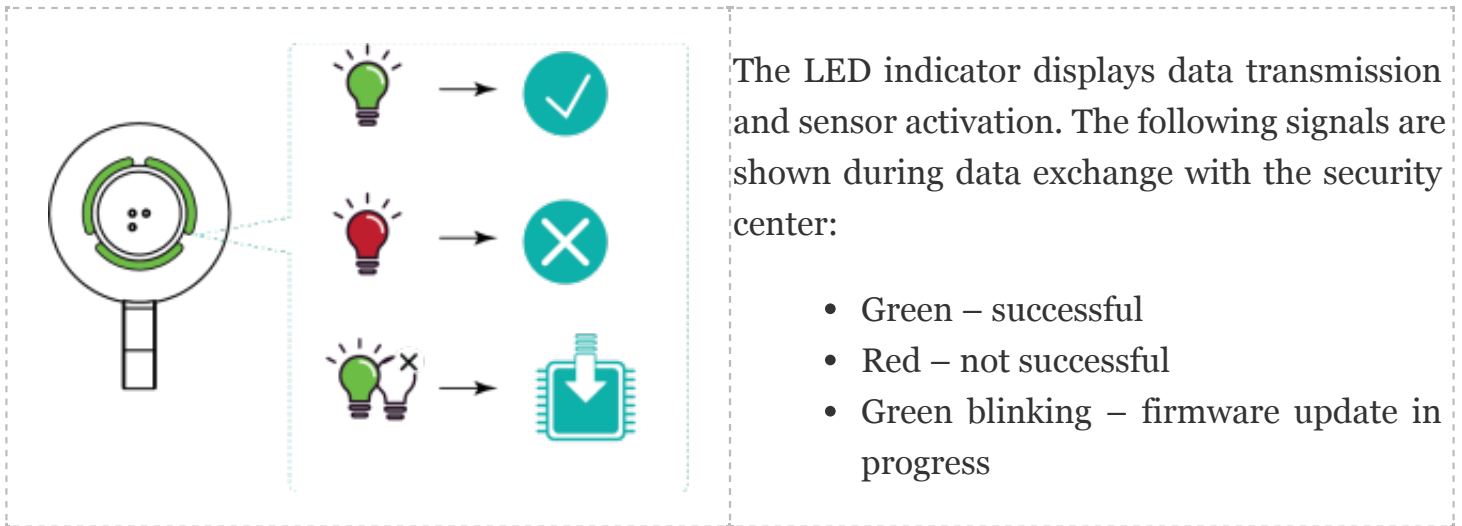 The LED indicator displays data transmission
and sensor activation. The following signals are
shown during data exchange with the security
center:
• Green – successful
• Red – not successful
• Green blinking – firmware update in
progress